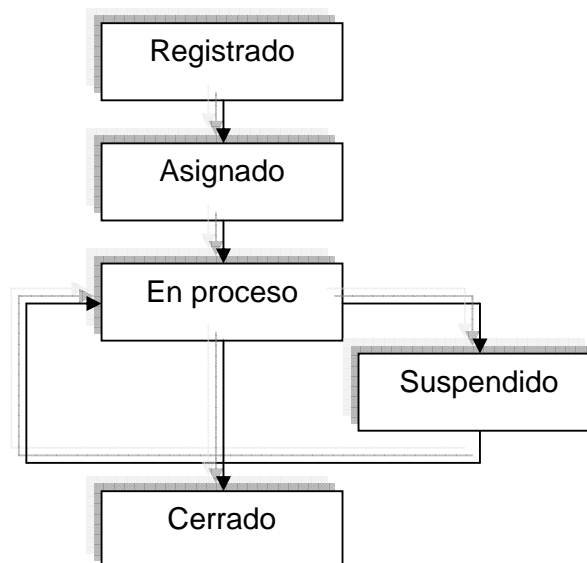 Registrado
Asignado
En proceso
Suspendido
Cerrado